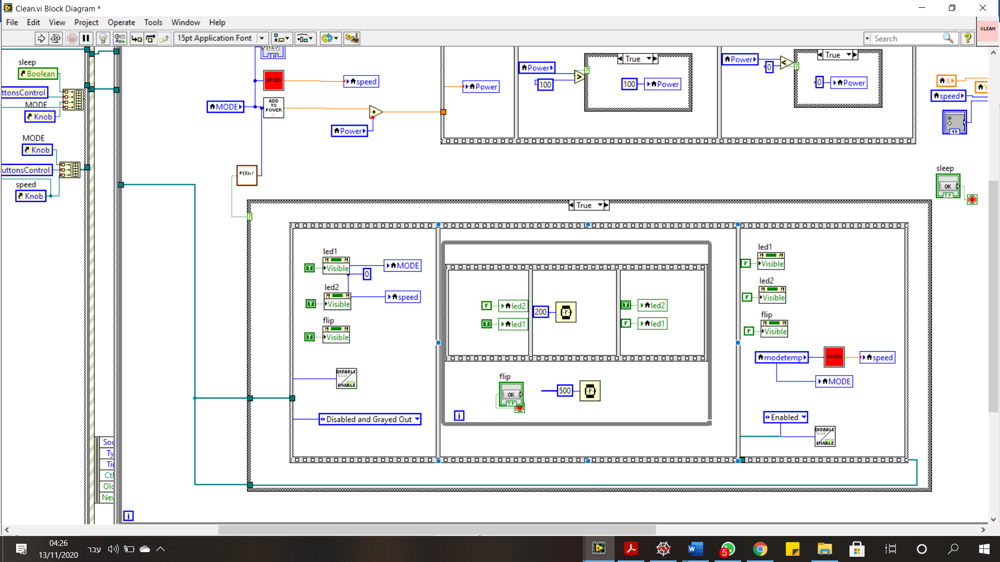 Clean.vi Block Diagram *
File Edit View Project Operate Tools Window Help
15pt Application Font
Search
CLEAN
sleep
Boolean
ttonsControl
MODE
Knob
MODE
Knob
uttonsControl
speed
Knob
1.23
I32
SPEED
speed
MODE
ADD
TO
POWER
Power
P(X)=?
Power
Power
100
True
100
Power
Power
0
True
0
Power
X
Y
speed
sleep
OK
TF
True
led1
T
Visible
MODE
0
led2
T
Visible
speed
flip
T
Visible
DISABLE
ENABLE
Disabled and Grayed Out
F
led2
T
led1
200
T
led2
F
led1
flip
OK
TF
500
i
led1
F
Visible
led2
F
Visible
flip
F
Visible
modetemp
SPEED
speed
MODE
Enabled
DISABLE
ENABLE
Sou
Ty
Ti
Ctl
Old
Nev
i
04:26
13/11/2020
עבר
5